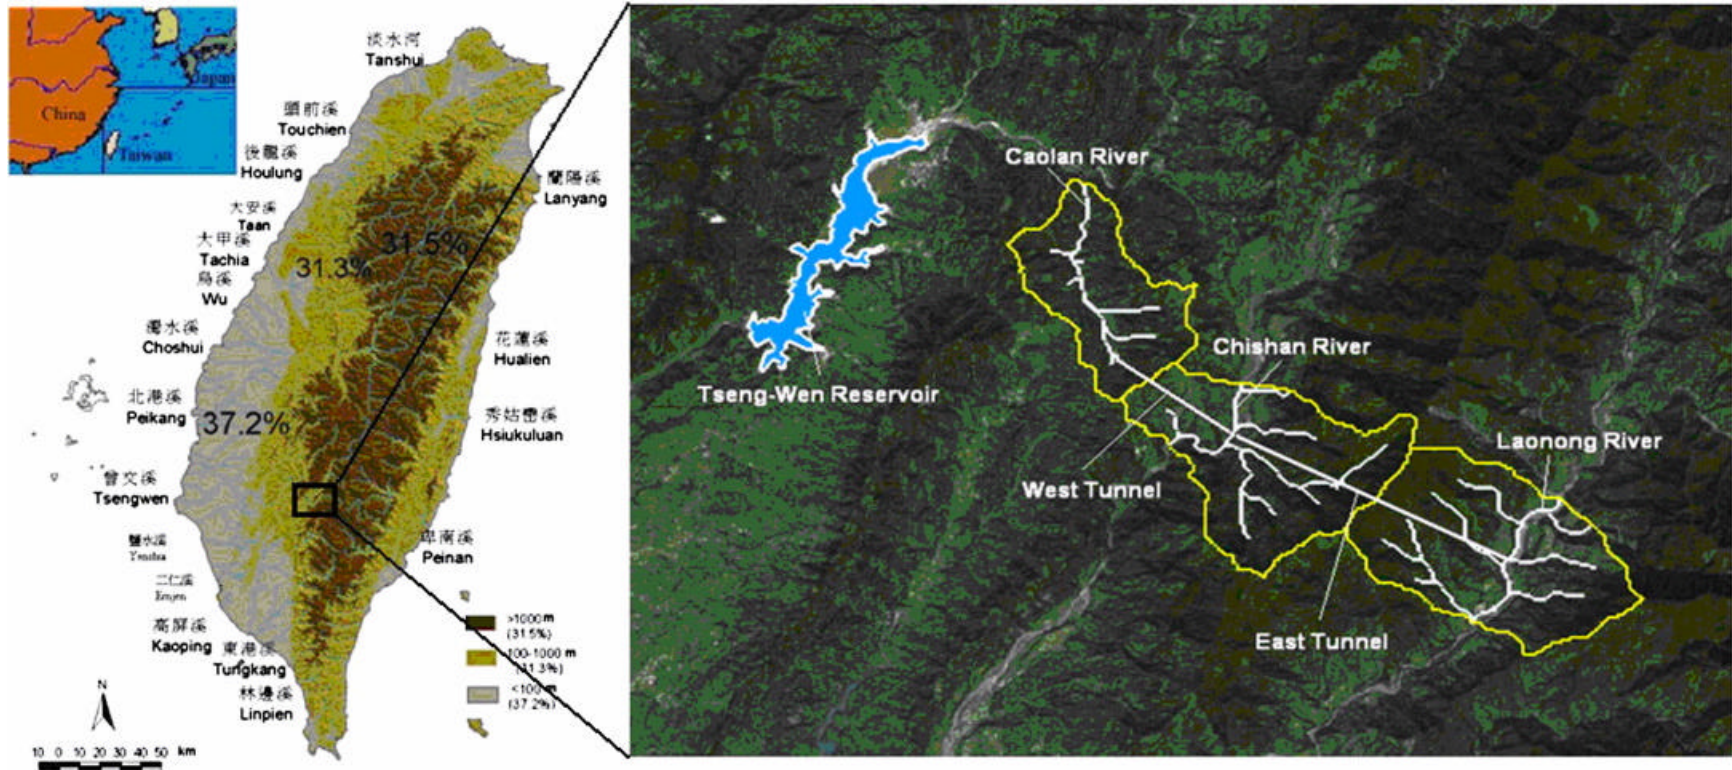 China
Japan
Taiwan
淡水河
Tanshui
頭前溪
Touchien
後龍溪
Houlung
大安溪
Taan
大甲溪
Tachia
烏溪
Wu
濁水溪
Choshui
北港溪
Peikang
曾文溪
Tsengwen
鹽水溪
二仁溪
高屏溪
Kaoping
東港溪
Tungkang
林邊溪
Linpien
蘭陽溪
Lanyang
花蓮溪
Hualien
秀姑巒溪
Hsiukuluan
卑南溪
Peinan
31.5%
31.3%
37.2%
>1000 m
(31.5%)
100-1000 m
<100 m
(37.2%)
N
10 0 10 20 30 40 50 km
Caolan River
Chishan River
Tseng-Wen Reservoir
Laonong River
West Tunnel
East Tunnel